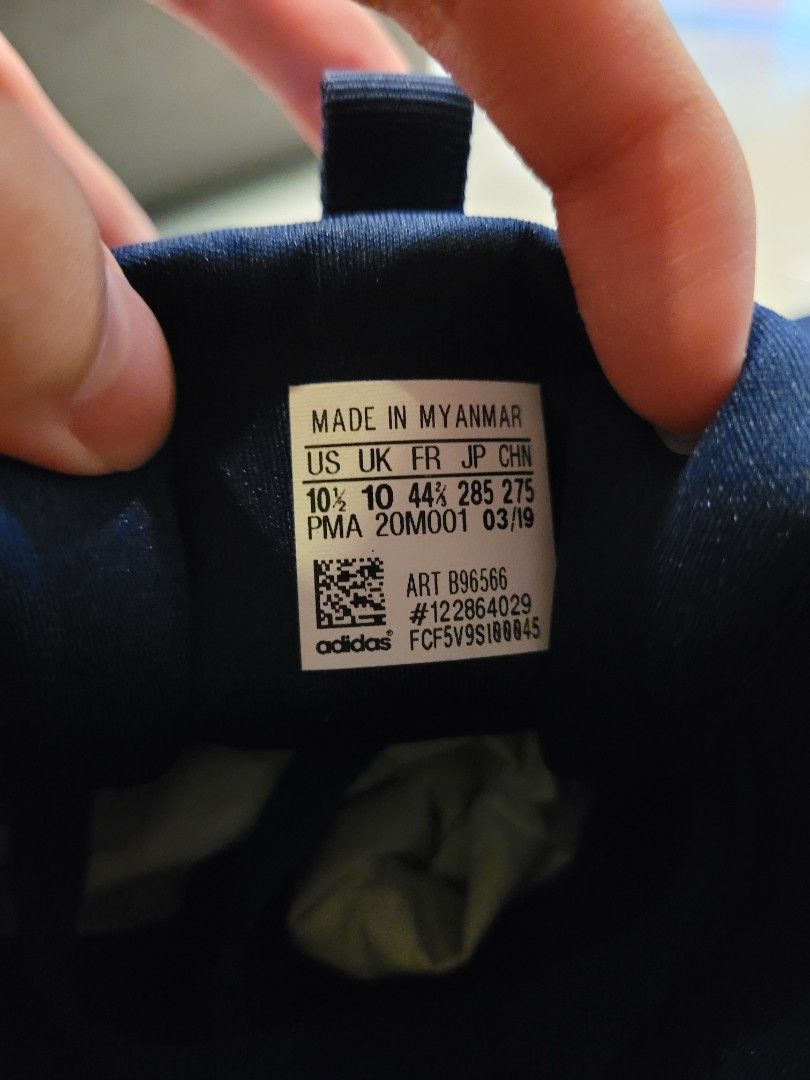 MADE IN MYANMAR
US UK FR JP CHN
10½ 10 44⅔ 285 275
PMA 20M001 03/19
ART B96566
#122864029
adidas® FCF5V9S100045